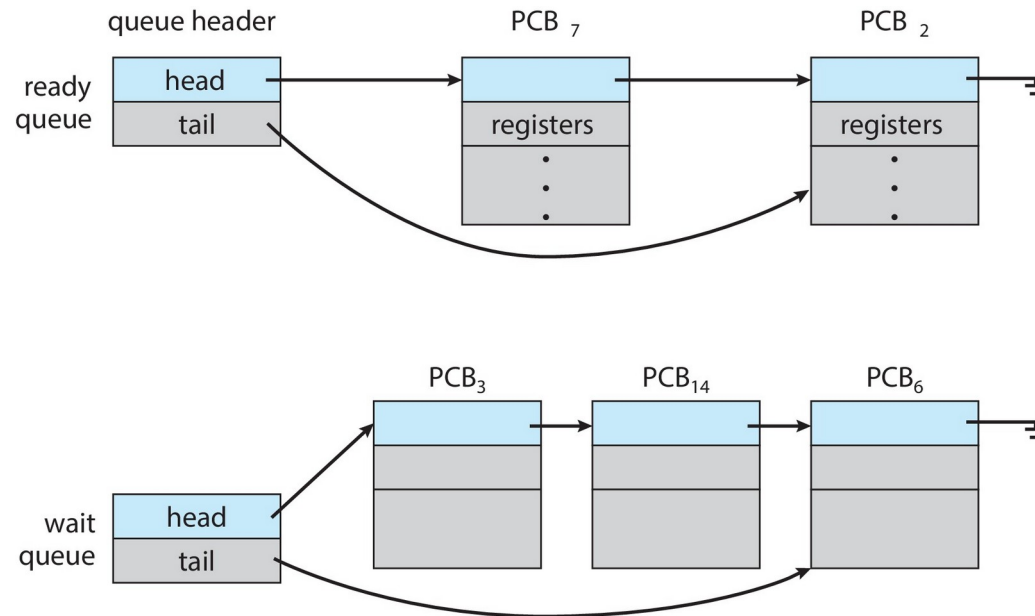 queue header
PCB 7
PCB 2
ready
queue
head
tail
registers
registers
PCB3
PCB14
PCB6
wait
queue
head
tail